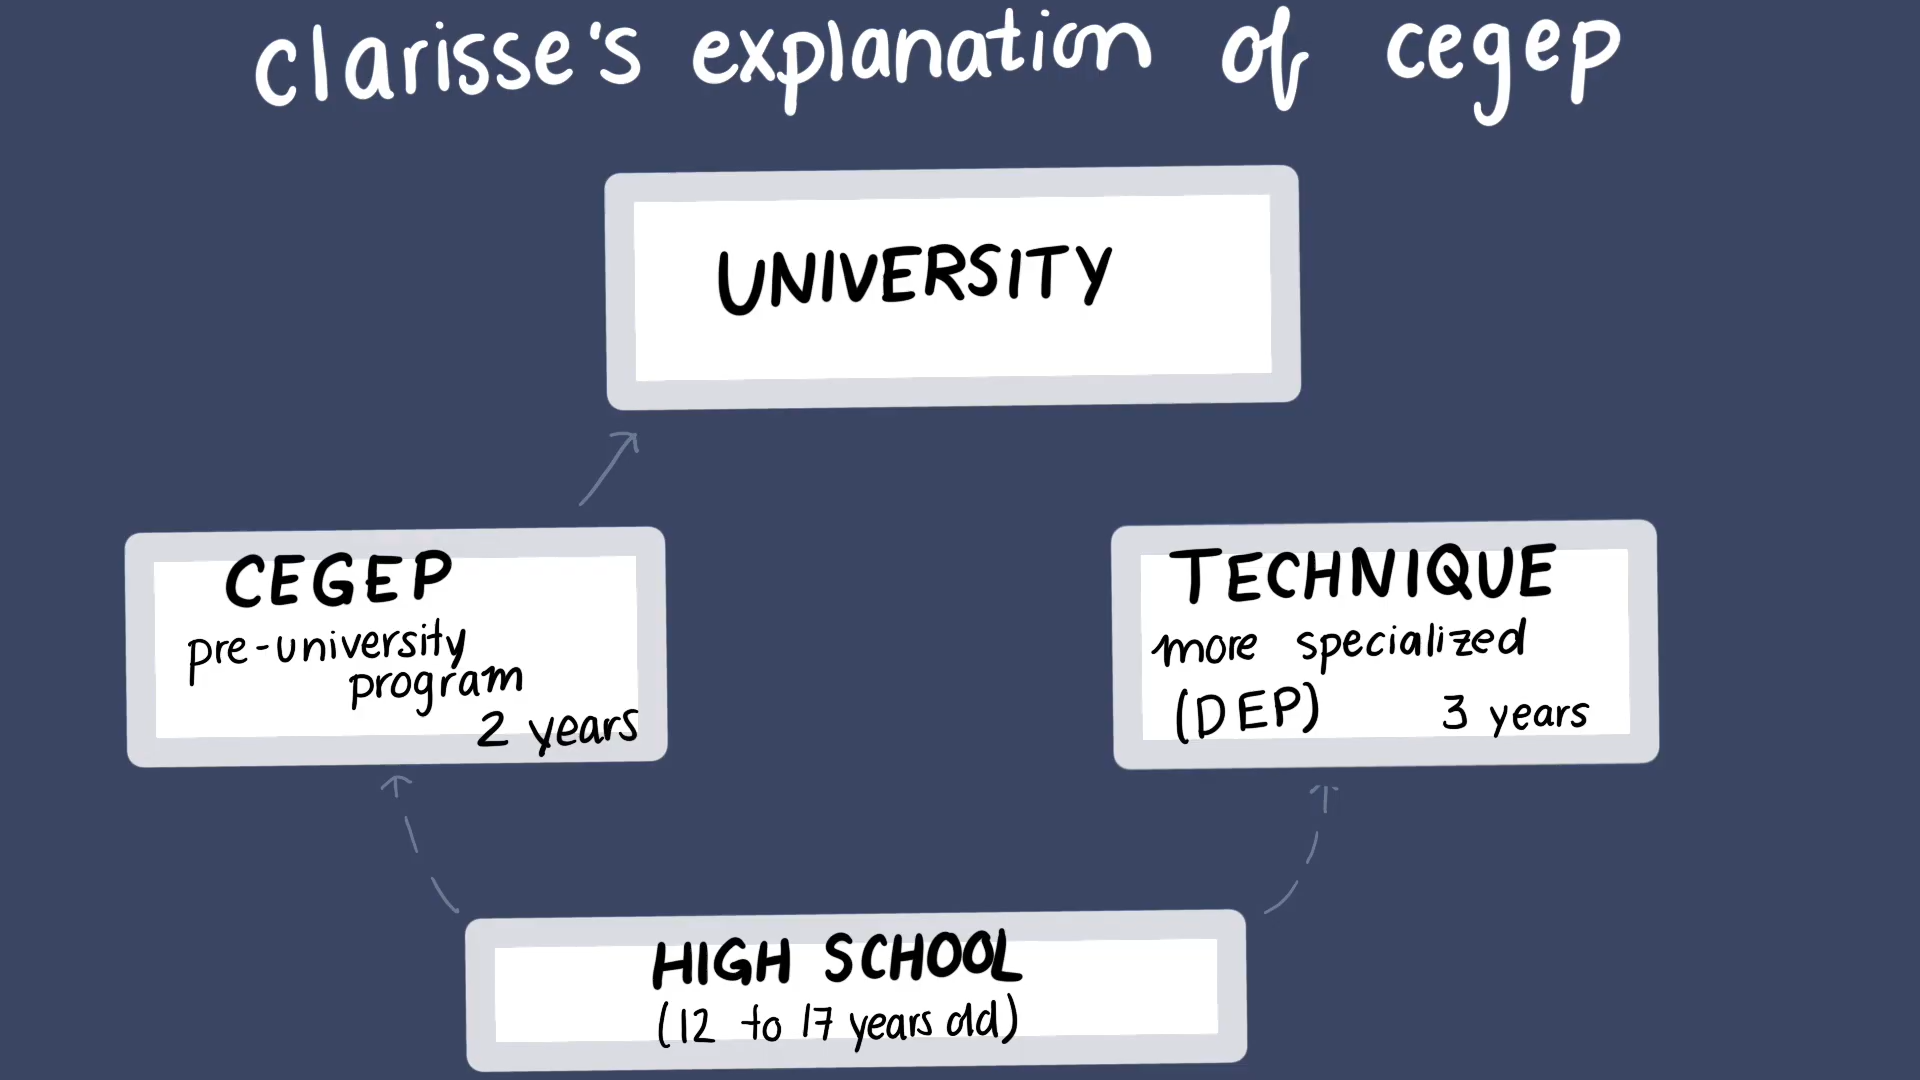 clarisse's explanation of cegep
UNIVERSITY
CEGEP
pre-university
program
2 years
TECHNIQUE
more specialized
(DEP) 3 years
HIGH SCHOOL
(12 to 17 years old)